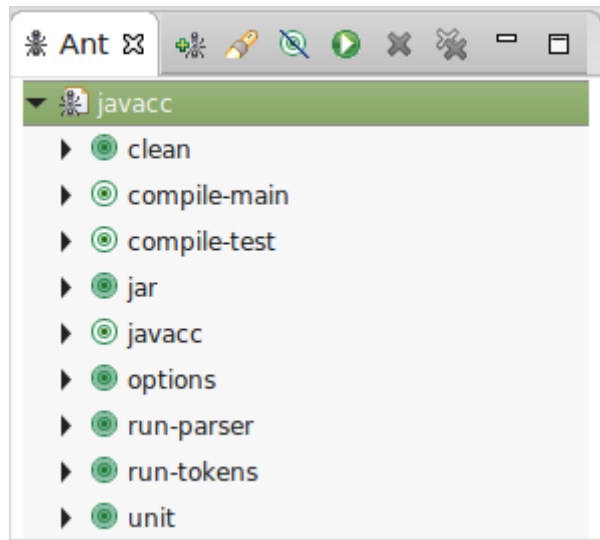 Ant
javacc
clean
compile-main
compile-test
jar
javacc
options
run-parser
run-tokens
unit